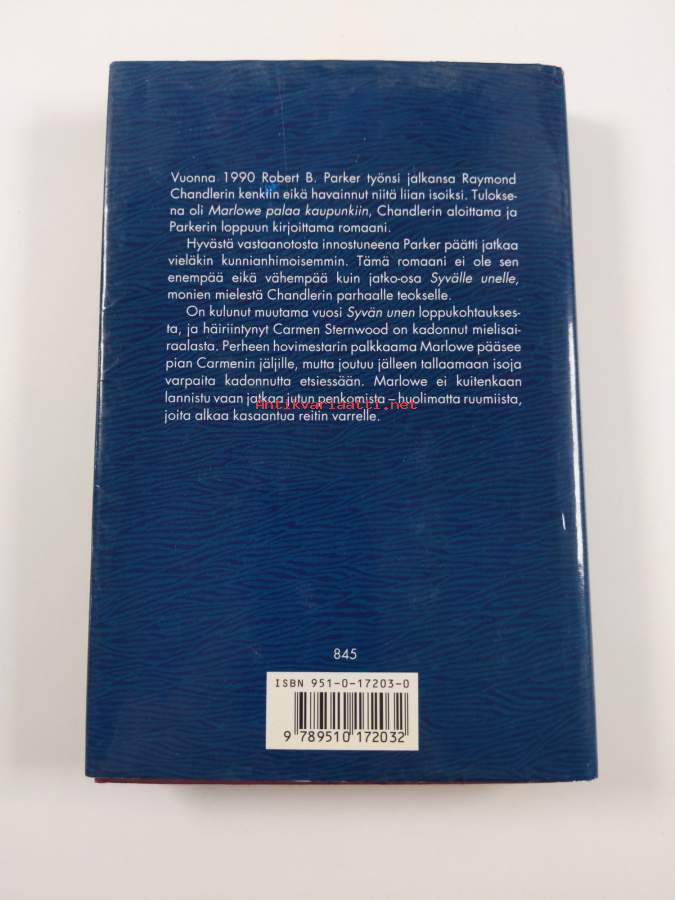 Vuonna 1990 Robert B. Parker työnsi jalkansa Raymond
Chandlerin kenkiin eikä havainnut niitä liian isoiksi. Tulokse-
na oli Marlowe palaa kaupunkiin, Chandlerin aloittama ja
Parkerin loppuun kirjoittama romaani.
Hyvästä vastaanotosta innostuneena Parker päätti jatkaa
vieläkin kunnianhimoisemmin. Tämä romaani ei ole sen
enempää eikä vähempää kuin jatko-osa Syvälle unelle,
monien mielestä Chandlerin parhaalle teokselle.
On kulunut muutama vuosi Syvän unen loppukohtaukses-
ta, ja häiriintynyt Carmen Sternwood on kadonnut mielisai-
raalasta. Perheen hovimestarin palkkaama Marlowe pääsee
pian Carmenin jäljille, mutta joutuu jälleen tallaamaan isoja
varpaita kadonnutta etsiessään. Marlowe ei kuitenkaan
lannistu vaan jatkaa jutun penkomista – huolimatta ruumiista,
Antikvariaatti.net
joita alkaa kasaantua reitin varrelle.
845
ISBN 951-0-17203-0
9 789510 172032